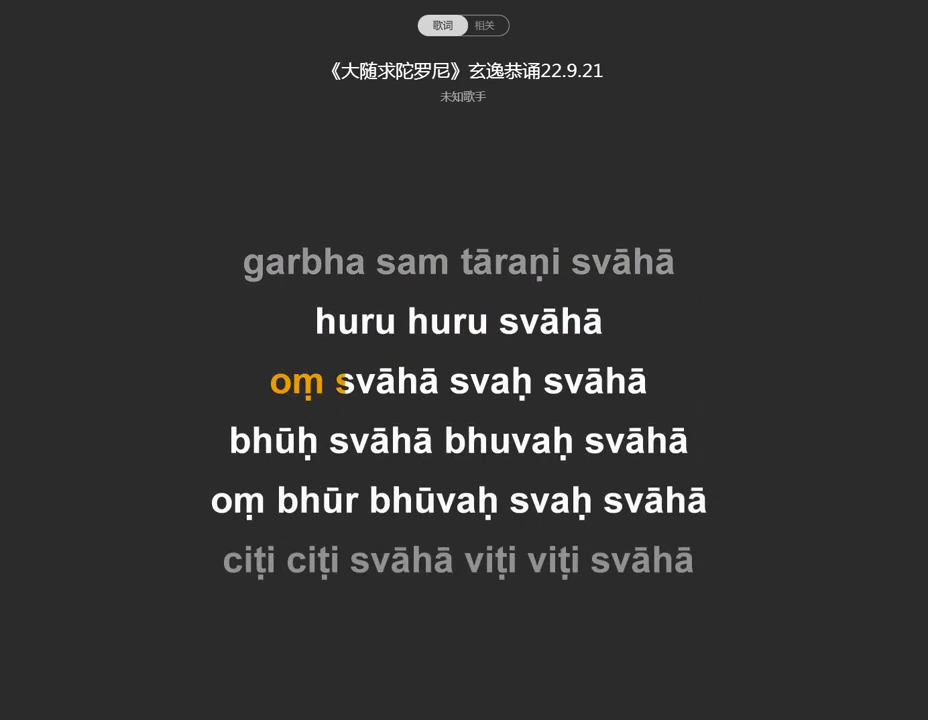 歌词 相关
《大随求陀罗尼》玄逸恭诵22.9.21
未知歌手
garbha sam tāraṇi svāhā
huru huru svāhā
oṃ svāhā svaḥ svāhā
bhūḥ svāhā bhuvaḥ svāhā
oṃ bhūr bhūvaḥ svaḥ svāhā
ciṭi ciṭi svāhā viṭi viṭi svāhā